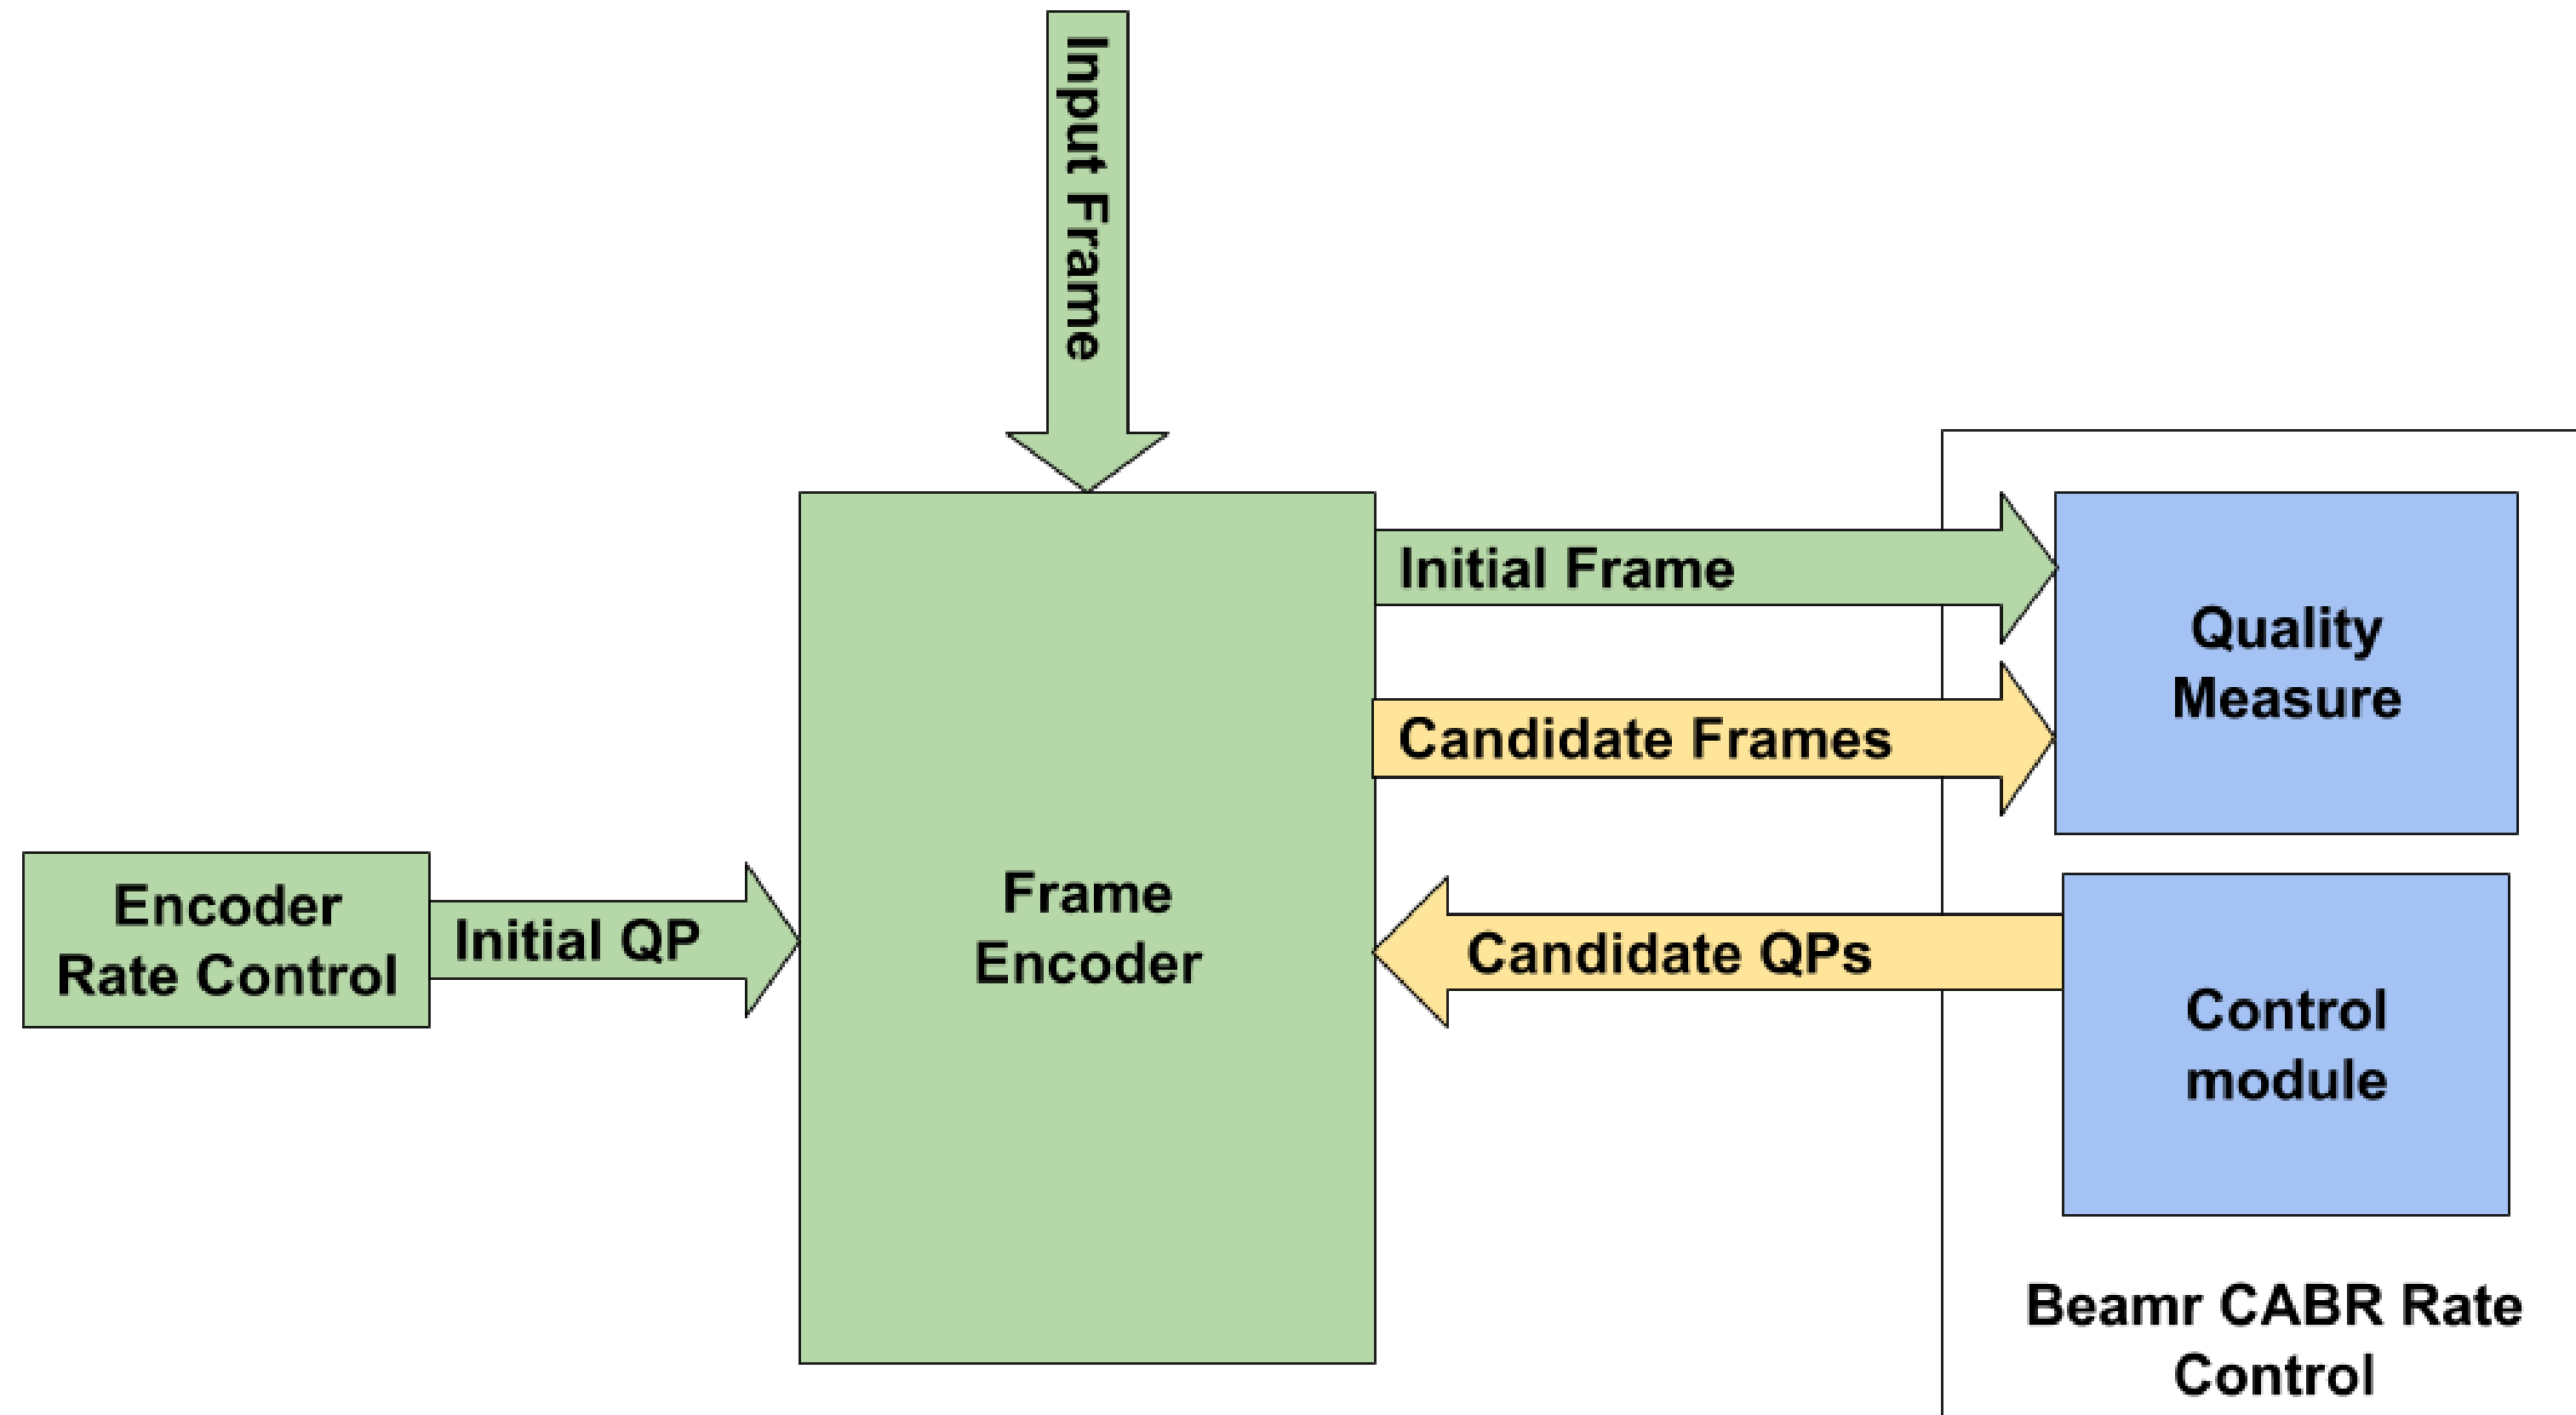 Input Frame
Initial Frame
Quality
Measure
Candidate Frames
Encoder
Rate Control
Initial QP
Frame
Encoder
Candidate QPs
Control
module
Beamr CABR Rate
Control